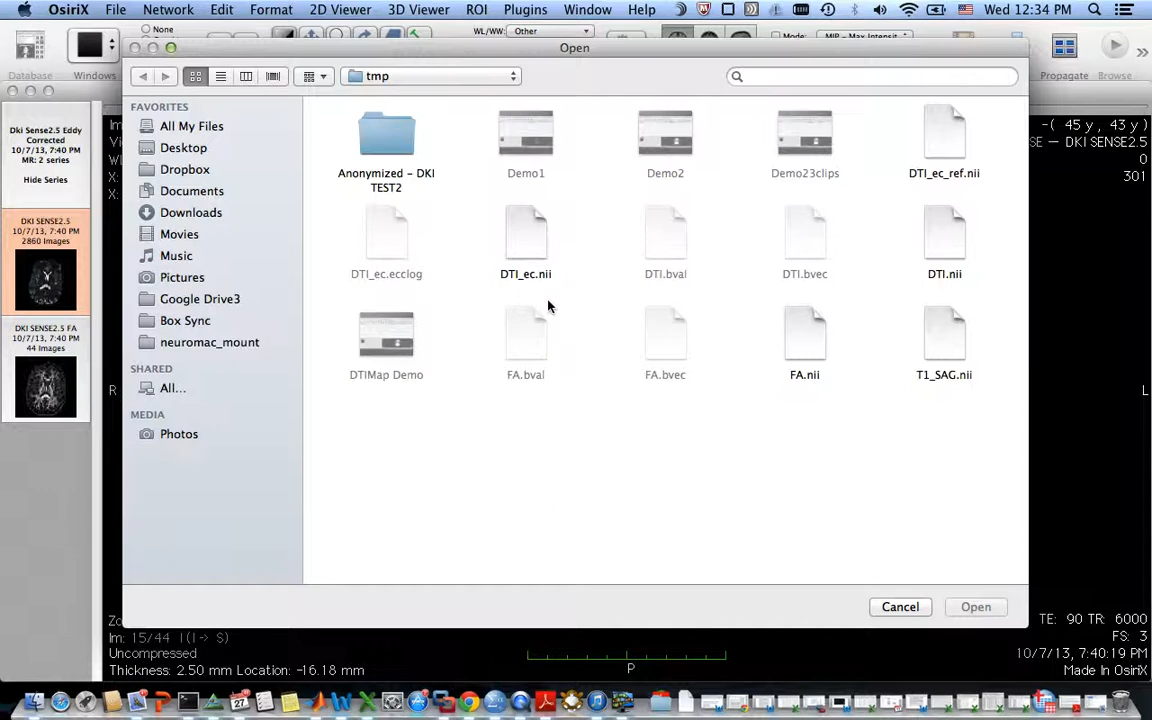 OsiriX File Network Edit Format 2D Viewer 3D Viewer ROI Plugins Window Help Wed 12:34 PM
None
WL/WW: Other
Database Windows Propagate Browse
Open
tmp
FAVORITES
All My Files
Desktop
Dropbox
Documents
Downloads
Movies
Music
Pictures
Google Drive3
Box Sync
neuromac_mount
SHARED
All...
MEDIA
Photos
Anonymized – DKI
TEST2
Demo1
Demo2
Demo23clips
DTI_ec_ref.nii
DTI_ec.ecclog
DTI_ec.nii
DTI.bval
DTI.bvec
DTI.nii
DTIMap Demo
FA.bval
FA.bvec
FA.nii
T1_SAG.nii
Cancel Open
Dki Sense2.5 Eddy
Corrected
10/7/13, 7:40 PM
MR: 2 series
Hide Series
DKI SENSE2.5
10/7/13, 7:40 PM
2860 Images
DKI SENSE2.5 FA
10/7/13, 7:40 PM
44 Images
-( 45 y , 43 y )
SE – DKI SENSE2.5
0
301
L
Im: 15/44 (I -> S)
Uncompressed
Thickness: 2.50 mm Location: -16.18 mm
P
TE: 90 TR: 6000
FS: 3
10/7/13, 7:40:19 PM
Made In OsiriX
27